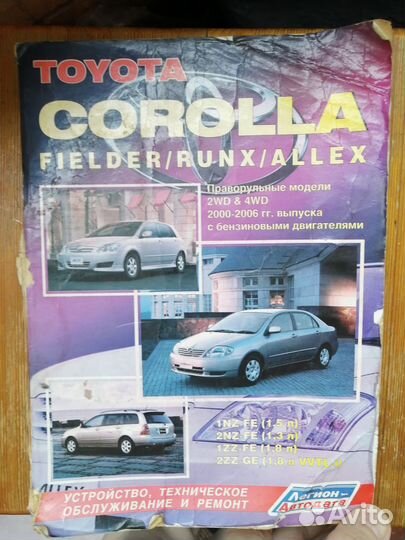 TOYOTA
COROLLA
FIELDER/RUNX/ALLEX
Праворульные модели
2WD & 4WD
2000-2006 гг. выпуска
с бензиновыми двигателями
1NZ-FE (1,5 л)
2NZ-FE (1,3 л)
1ZZ-FE (1,8 л)
2ZZ-GE (1,8 л
ALLEX
УСТРОЙСТВО, ТЕХНИЧЕСКОЕ
ОБСЛУЖИВАНИЕ И РЕМОНТ
Легион-
Автодата
Avito